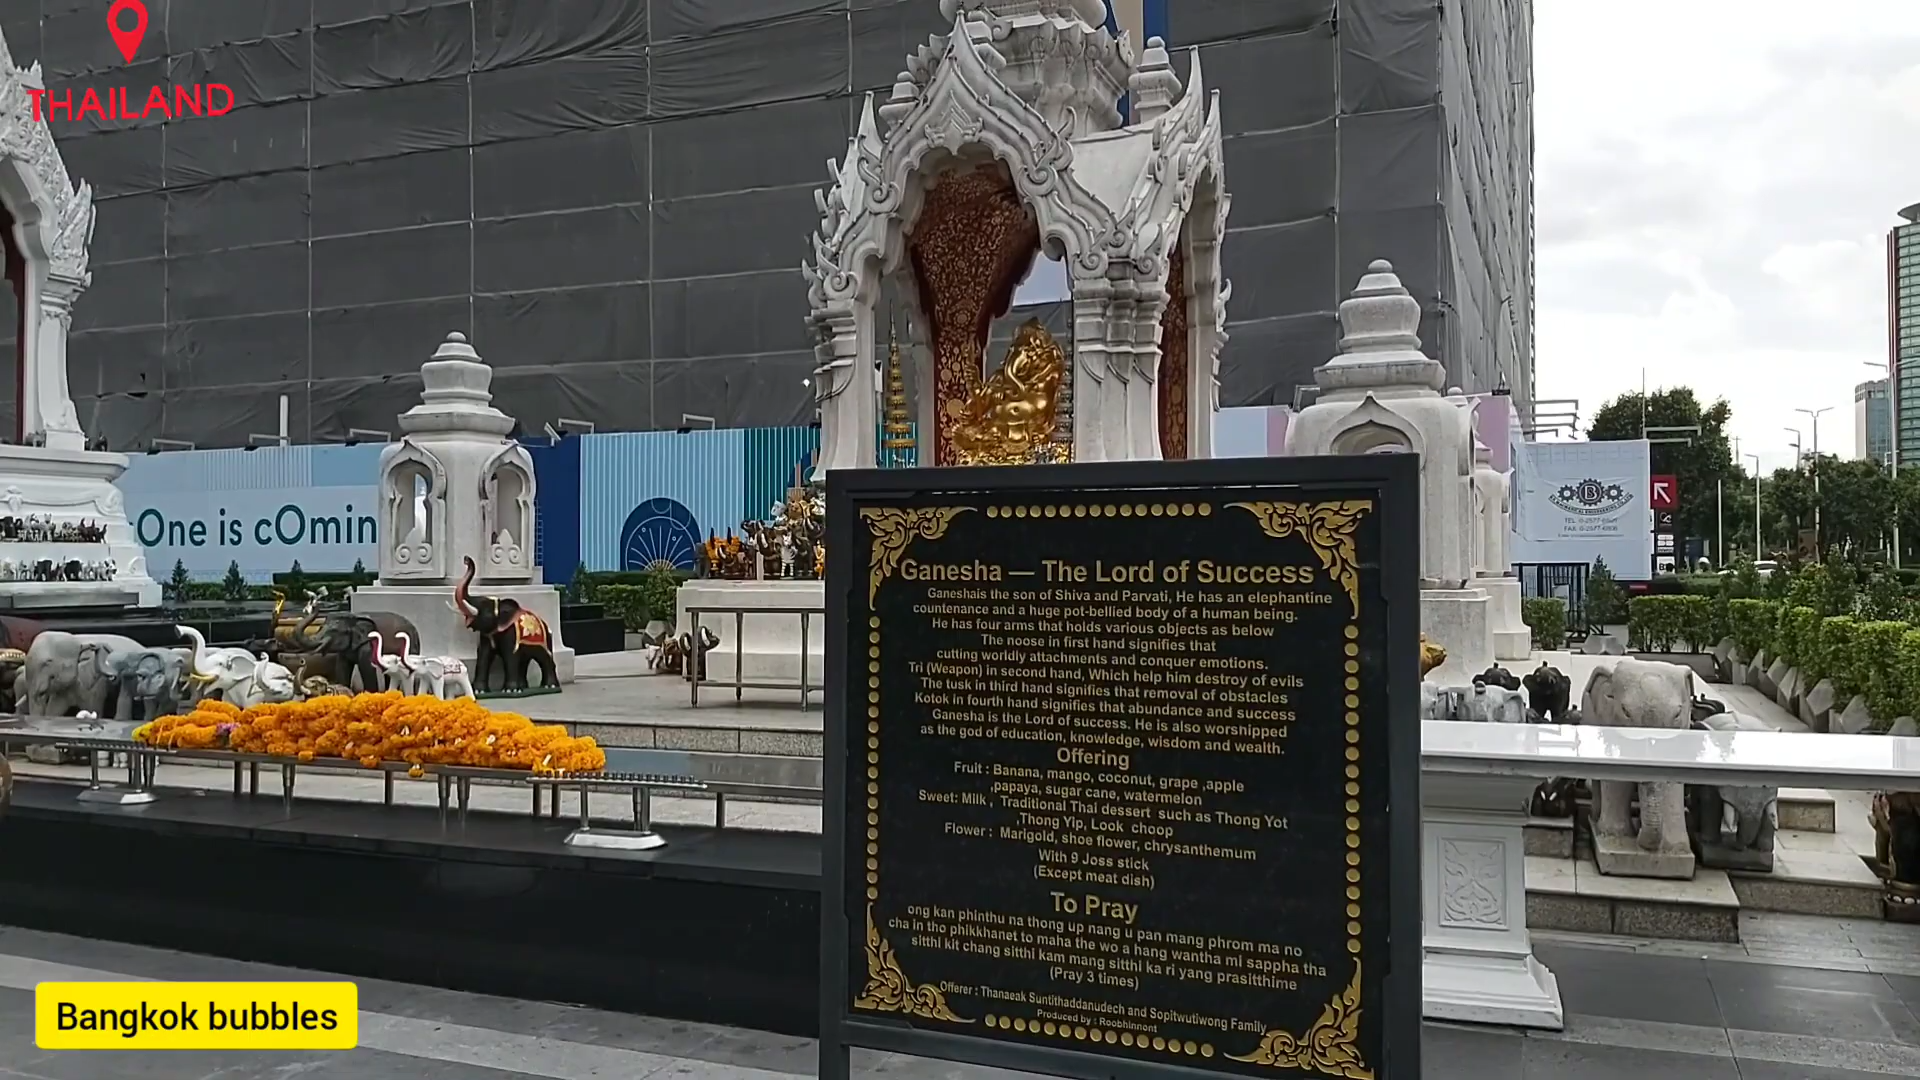 THAILAND
One is cOmin
B
TEL. 0-2577-6905
FAX. 0-2577-6906
Ganesha — The Lord of Success
Ganeshais the son of Shiva and Parvati, He has an elephantine
countenance and a huge pot-bellied body of a human being.
He has four arms that holds various objects as below
The noose in first hand signifies that
cutting worldly attachments and conquer emotions.
Tri (Weapon) in second hand, Which help him destroy of evils
The tusk in third hand signifies that removal of obstacles
Kotok in fourth hand signifies that abundance and success
Ganesha is the Lord of success. He is also worshipped
as the god of education, knowledge, wisdom and wealth.
Offering
Fruit : Banana, mango, coconut, grape ,apple
,papaya, sugar cane, watermelon
Sweet: Milk , Traditional Thai dessert such as Thong Yot
,Thong Yip, Look choop
Flower : Marigold, shoe flower, chrysanthemum
With 9 Joss stick
(Except meat dish)
To Pray
ong kan phinthu na thong up nang u pan mang phrom ma no
cha in tho phikkhanet to maha the wo a hang wantha mi sappha tha
sitthi kit chang sitthi kam mang sitthi ka ri yang prasitthime
(Pray 3 times)
Offerer : Thanaeak Suntithaddanudech and Sopitwutiwong Family
Produced by : Roobhinnont
Bangkok bubbles